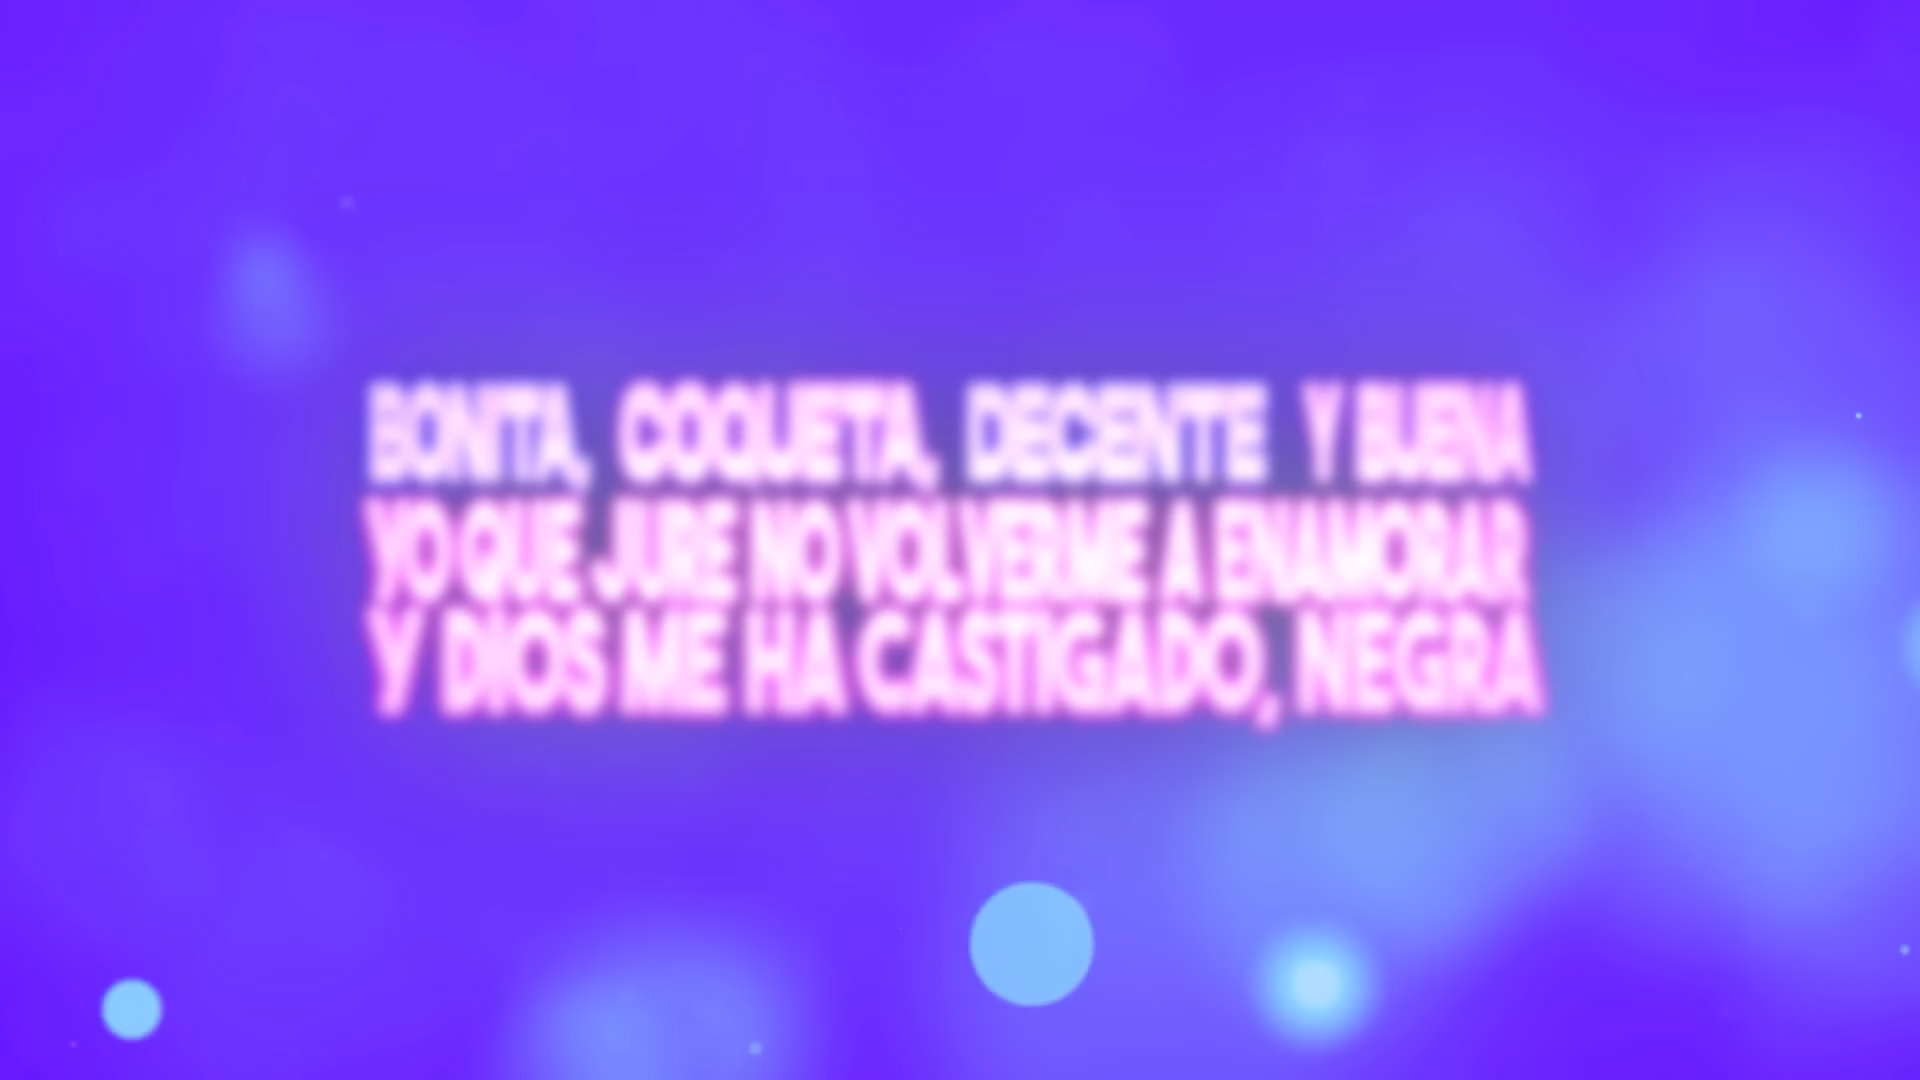 BONITA, COQUETA, DECENTE Y BUENA
YO QUE JURE NO VOLVERME A ENAMORAR
Y DIOS ME HA CASTIGADO, NEGRA